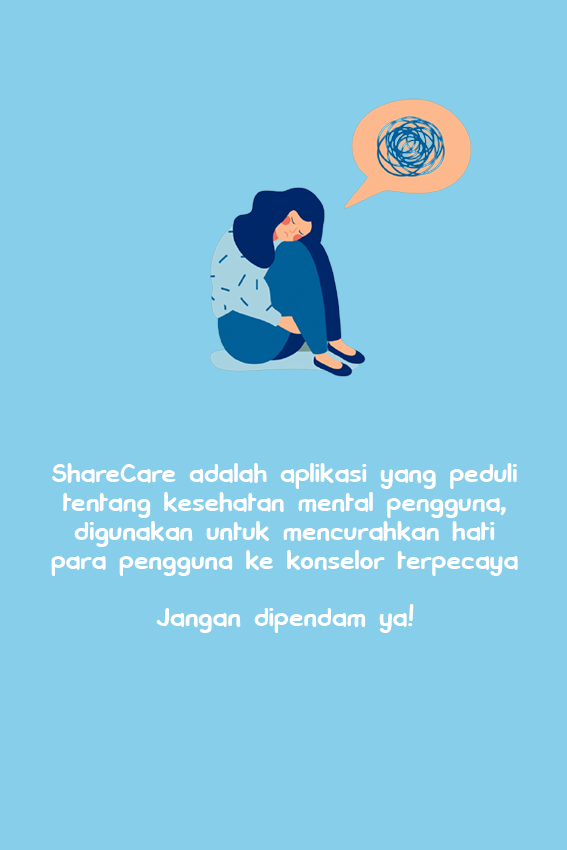 ShareCare adalah aplikasi yang peduli
tentang kesehatan mental pengguna,
digunakan untuk mencurahkan hati
para pengguna ke konselor terpecaya
Jangan dipendam ya!